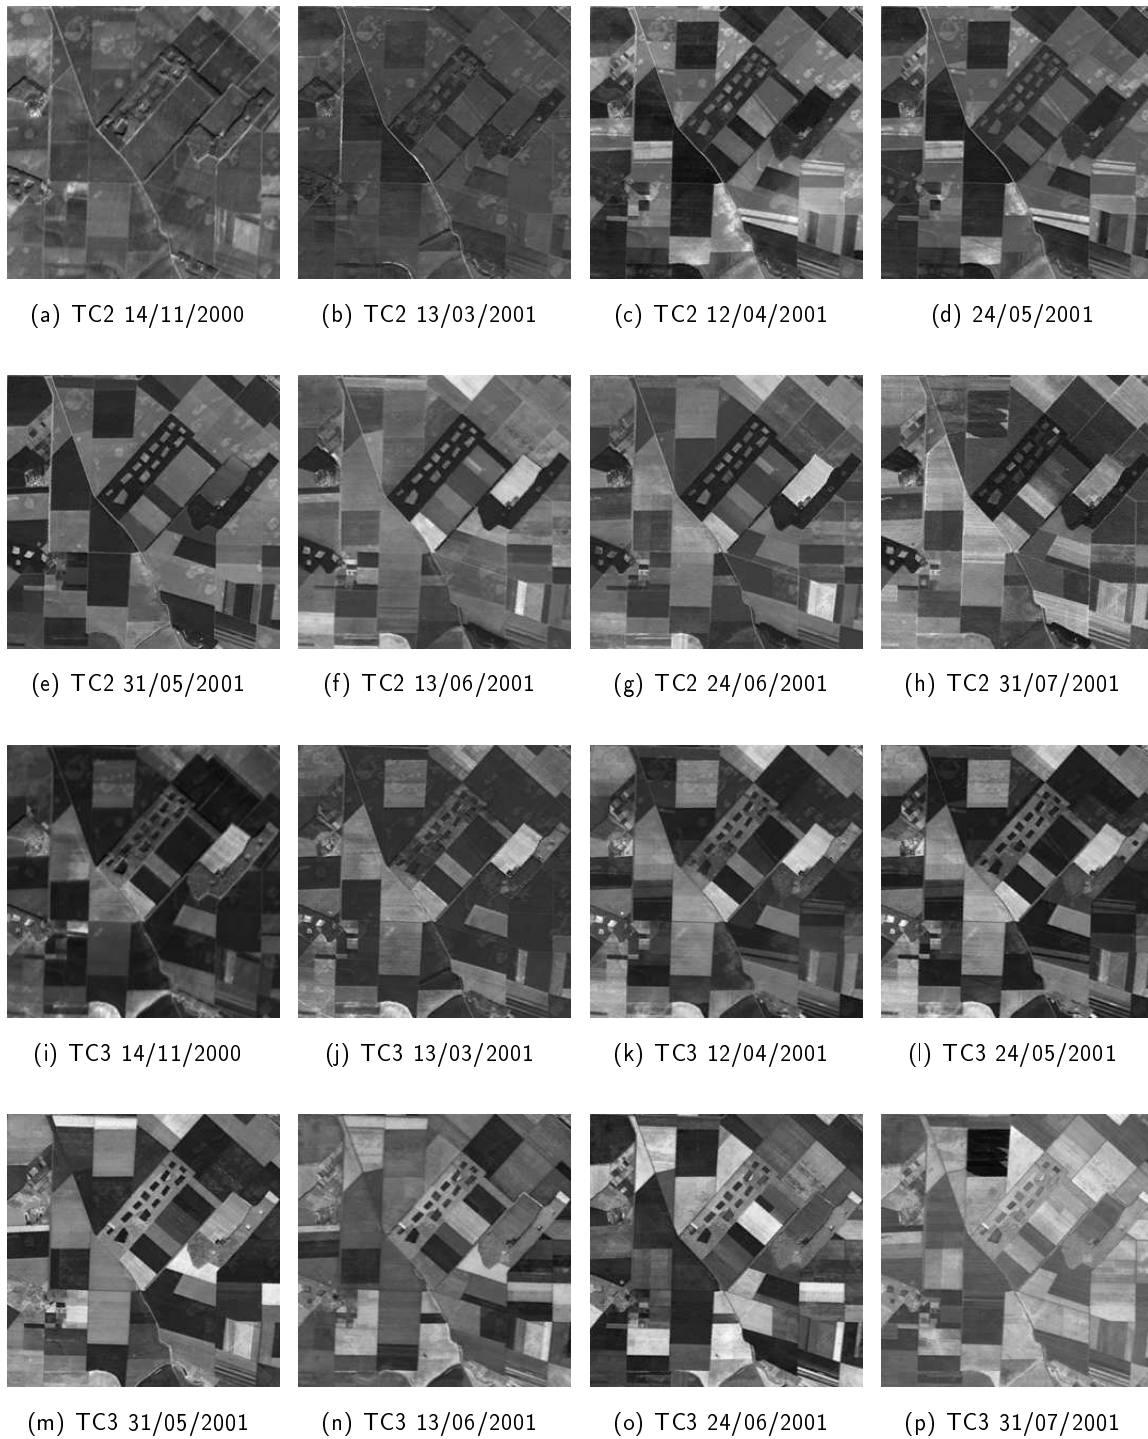 (a) TC2 14/11/2000 (b) TC2 13/03/2001 (c) TC2 12/04/2001 (d) 24/05/2001
(e) TC2 31/05/2001 (f) TC2 13/06/2001 (g) TC2 24/06/2001 (h) TC2 31/07/2001
(i) TC3 14/11/2000 (j) TC3 13/03/2001 (k) TC3 12/04/2001 (l) TC3 24/05/2001
(m) TC3 31/05/2001 (n) TC3 13/06/2001 (o) TC3 24/06/2001 (p) TC3 31/07/2001